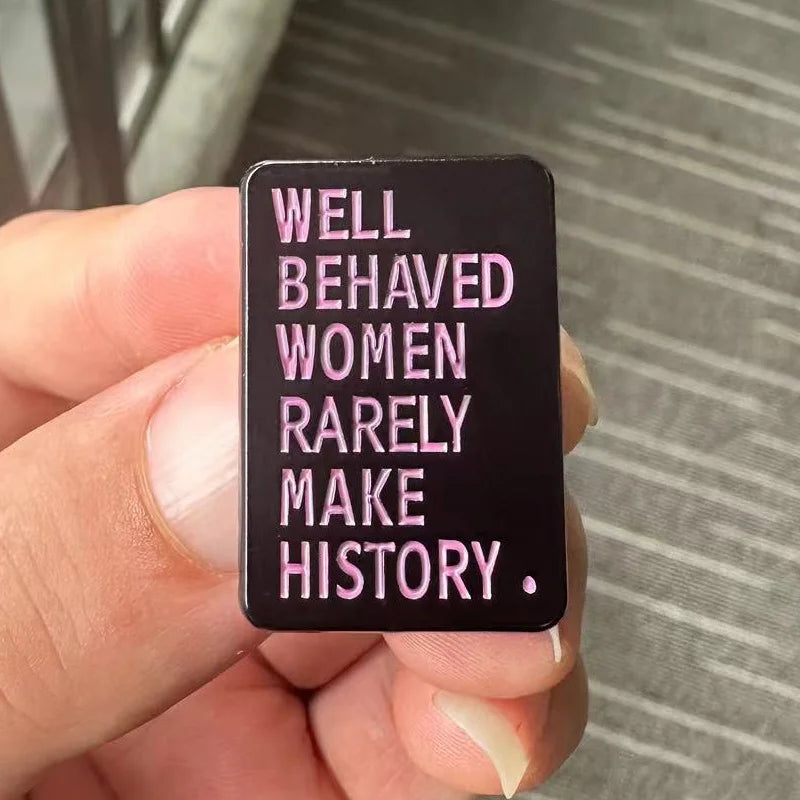 WELL
BEHAVED
WOMEN
RARELY
MAKE
HISTORY.